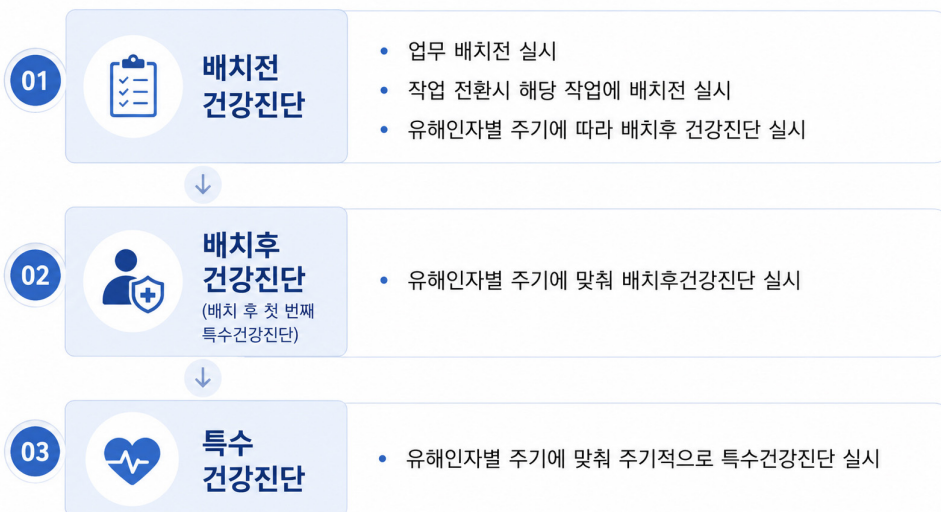 01
배치전
건강진단
• 업무 배치전 실시
• 작업 전환시 해당 작업에 배치전 실시
• 유해인자별 주기에 따라 배치후 건강진단 실시
02
배치후
건강진단
(배치 후 첫 번째
특수건강진단)
• 유해인자별 주기에 맞춰 배치후건강진단 실시
03
특수
건강진단
• 유해인자별 주기에 맞춰 주기적으로 특수건강진단 실시